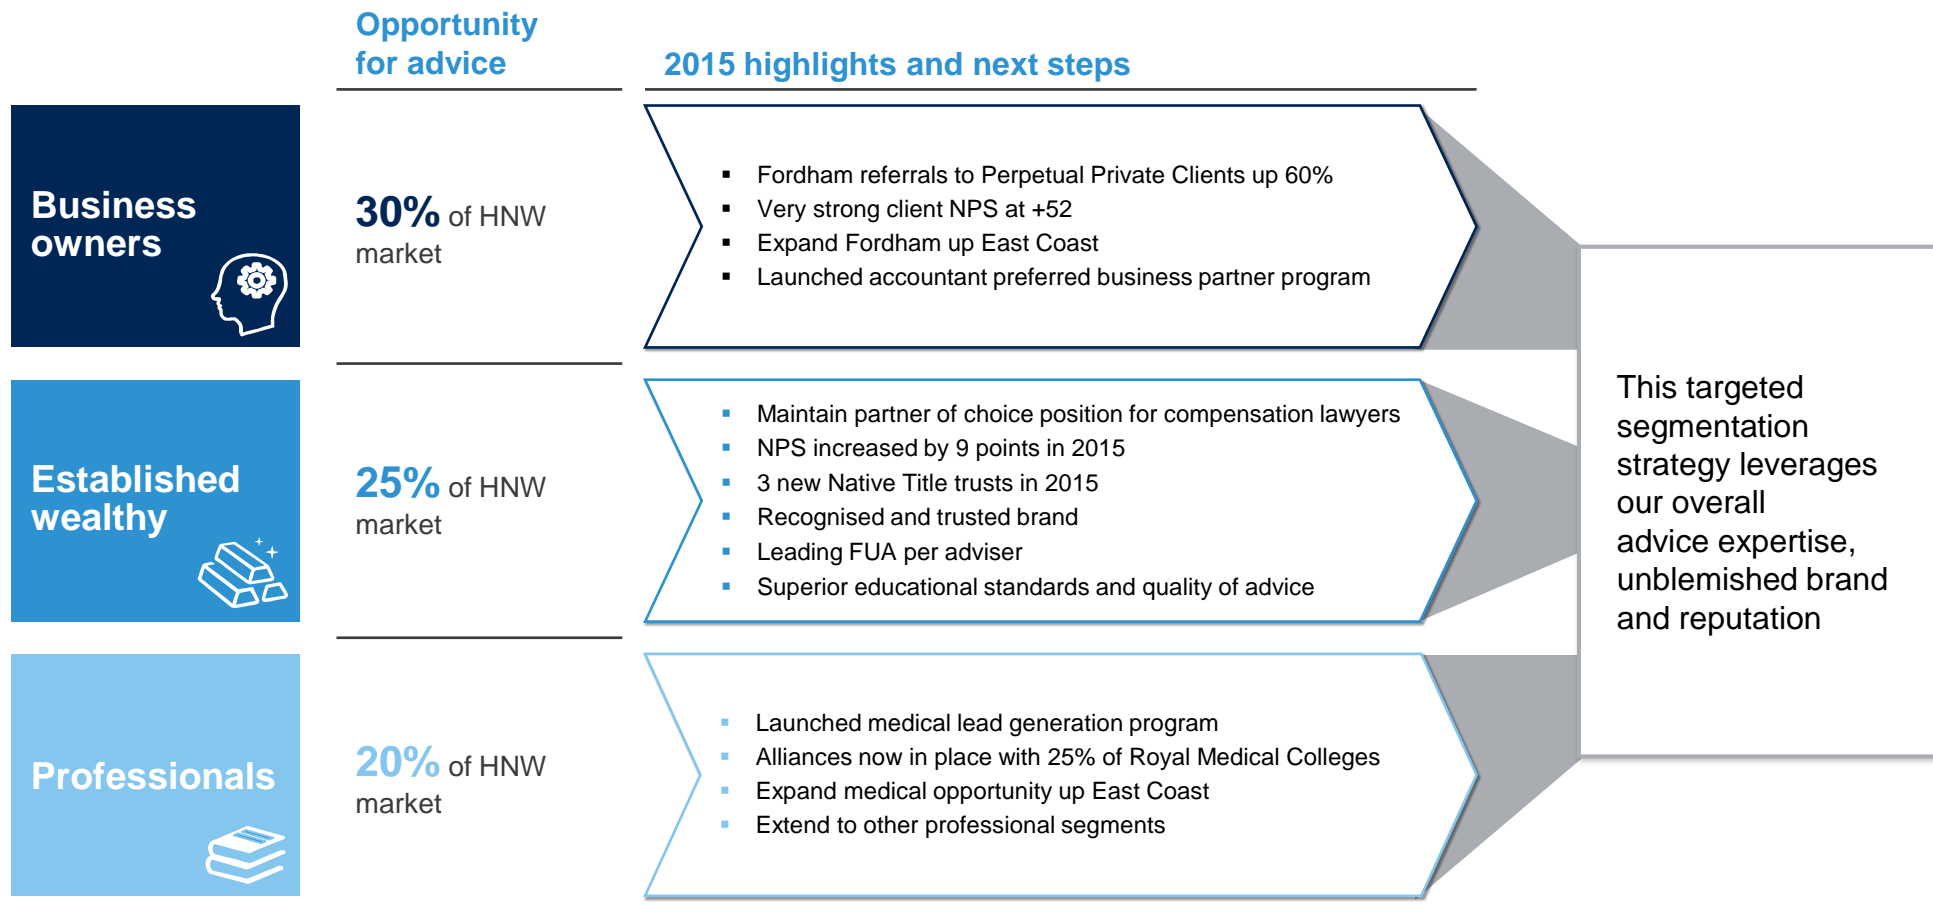 Opportunity
for advice
2015 highlights and next steps
Business
owners
30% of HNW
market
Fordham referrals to Perpetual Private Clients up 60%
Very strong client NPS at +52
Expand Fordham up East Coast
Launched accountant preferred business partner program
Established
wealthy
25% of HNW
market
Maintain partner of choice position for compensation lawyers
NPS increased by 9 points in 2015
3 new Native Title trusts in 2015
Recognised and trusted brand
Leading FUA per adviser
Superior educational standards and quality of advice
Professionals
20% of HNW
market
Launched medical lead generation program
Alliances now in place with 25% of Royal Medical Colleges
Expand medical opportunity up East Coast
Extend to other professional segments
This targeted
segmentation
strategy leverages
our overall
advice expertise,
unblemished brand
and reputation